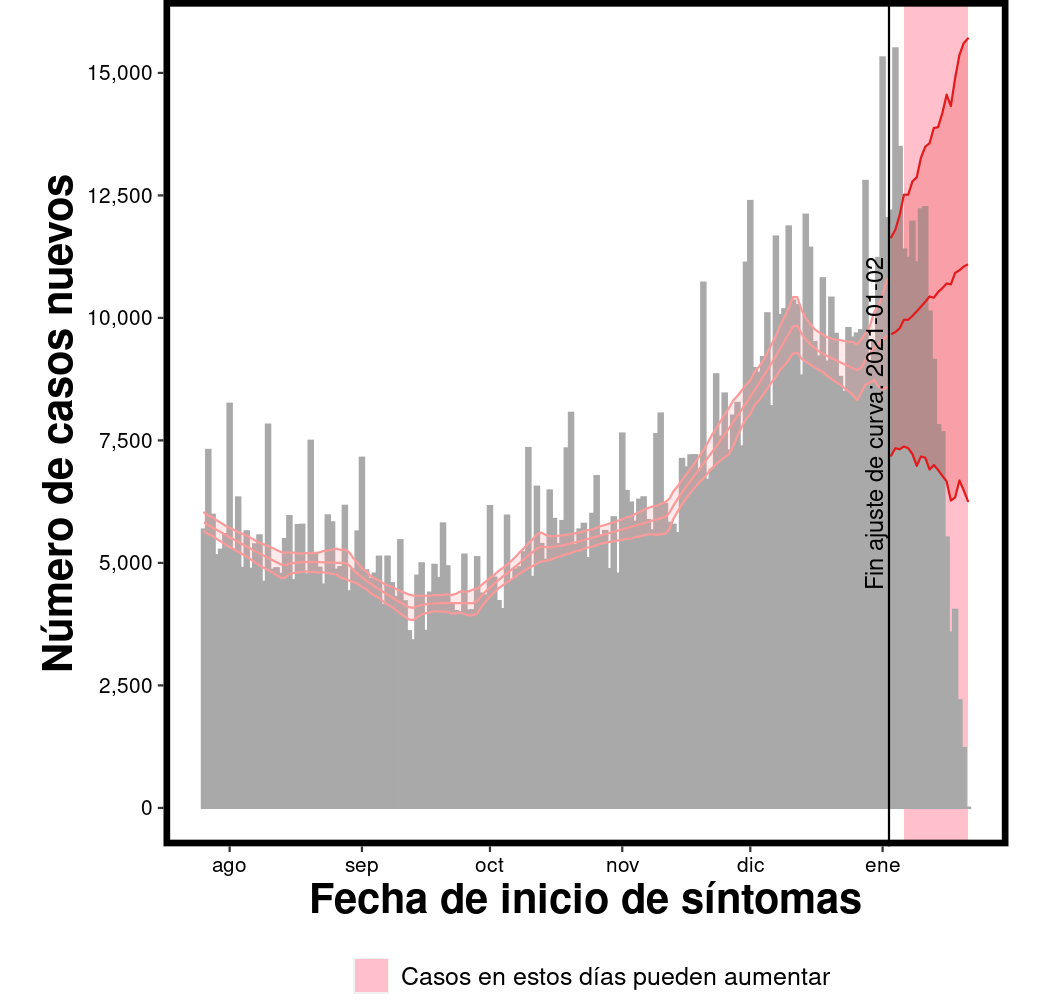 Número de casos nuevos
15,000
12,500
10,000
7,500
5,000
2,500
0
Fin ajuste de curva: 2021-01-02
ago sep oct nov dic ene
Fecha de inicio de síntomas
Casos en estos días pueden aumentar